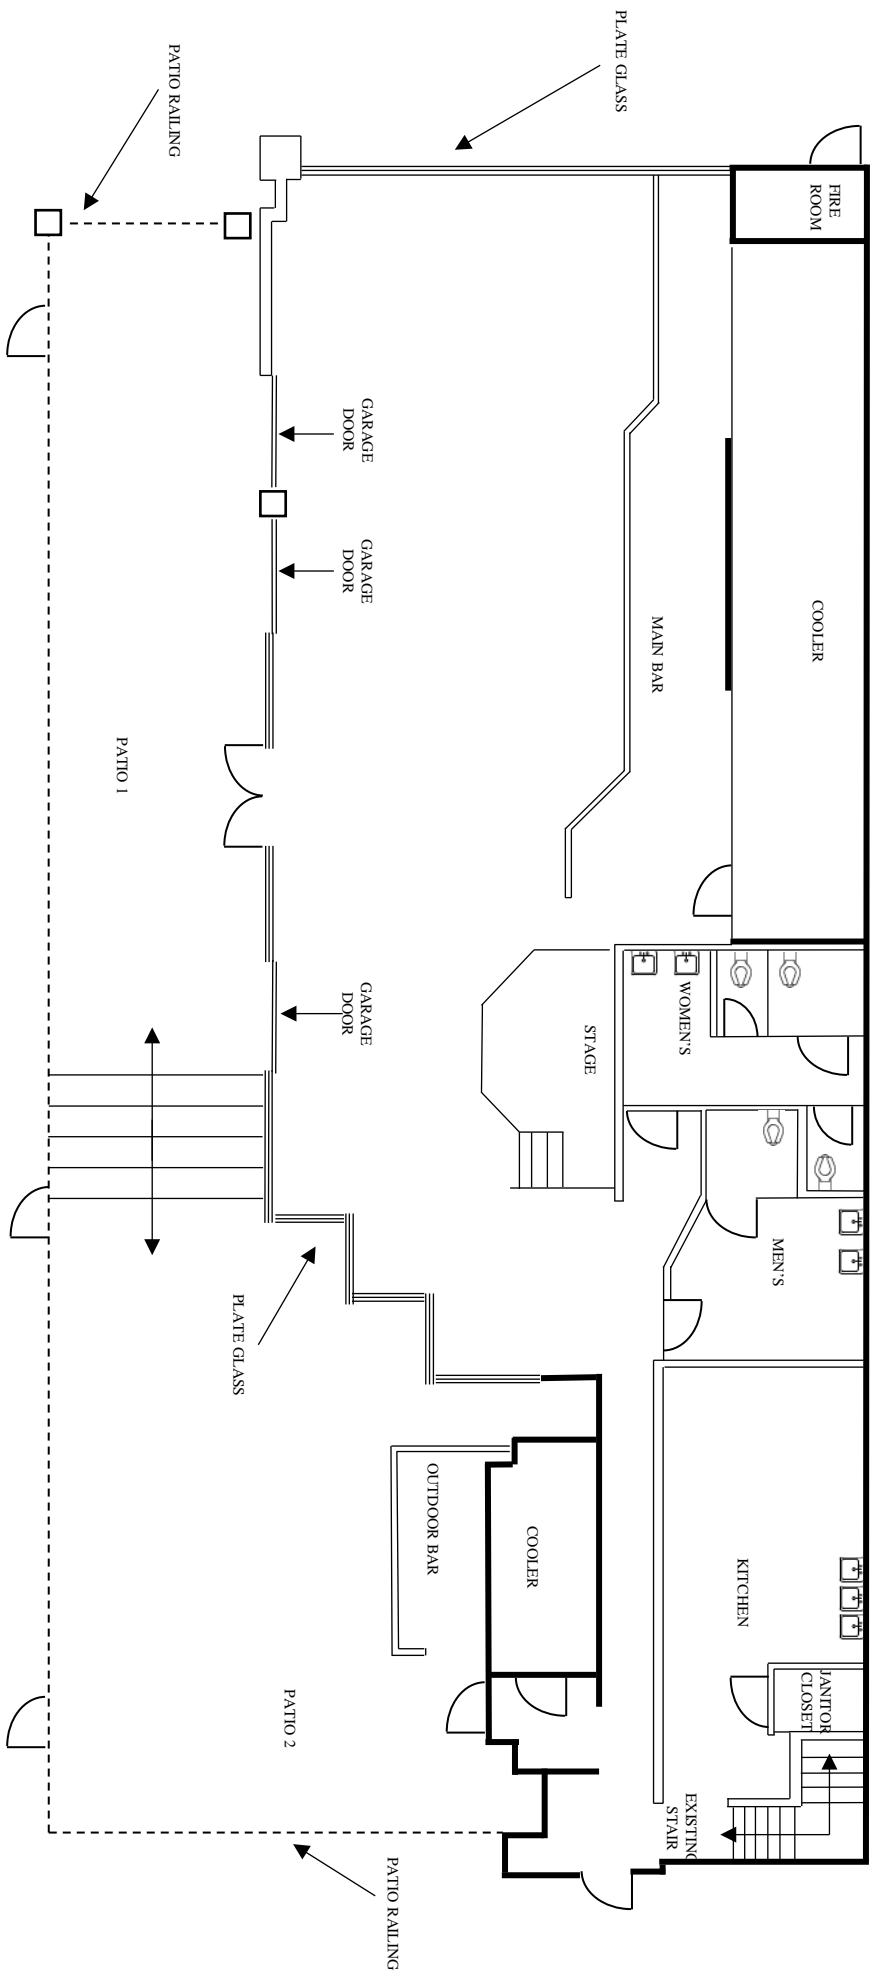 PLATE GLASS
PATIO RAILING
FIRE
ROOM
GARAGE
DOOR
GARAGE
DOOR
COOLER
MAIN BAR
PATIO 1
GARAGE
DOOR
WOMEN'S
STAGE
MEN'S
PLATE GLASS
OUTDOOR BAR
COOLER
KITCHEN
JANITOR
CLOSET
PATIO 2
EXISTING
STAIR
PATIO RAILING